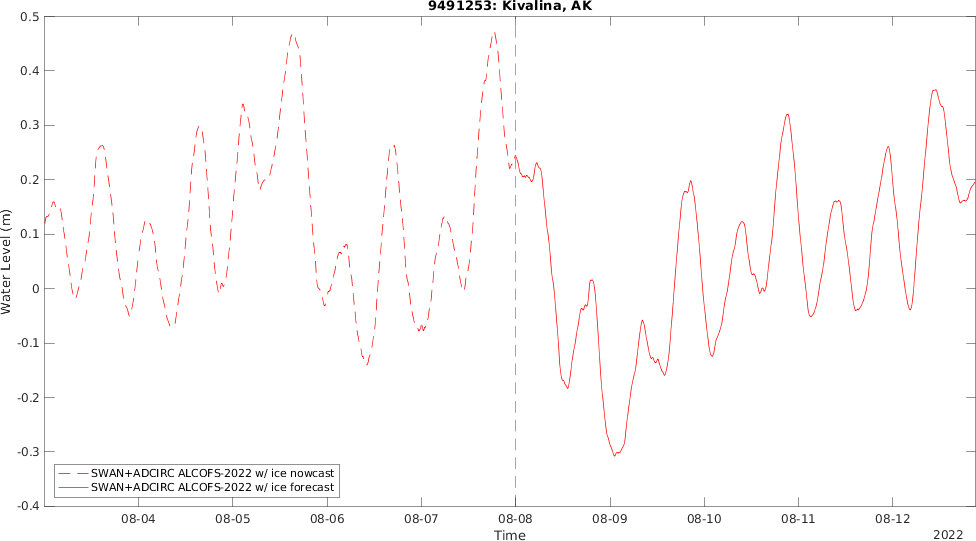 9491253: Kivalina, AK
0.5
0.4
0.3
0.2
0.1
0
-0.1
-0.2
-0.3
-0.4
Water Level (m)
SWAN+ADCIRC ALCOFS-2022 w/ ice nowcast
SWAN+ADCIRC ALCOFS-2022 w/ ice forecast
08-04 08-05 08-06 08-07 08-08 08-09 08-10 08-11 08-12
Time
2022